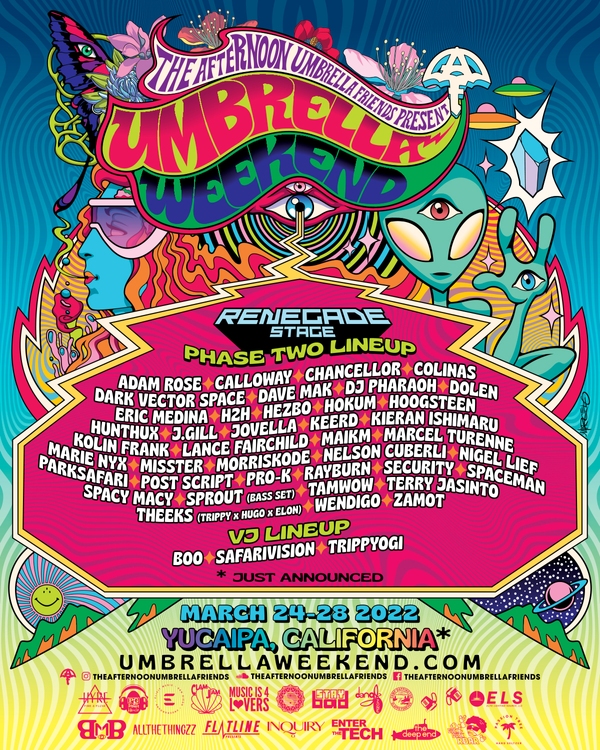 THE AFTERNOON UMBRELLA FRIENDS PRESENT
UMBRELLA
WEEKEND
RENEGADE
STAGE
PHASE TWO LINEUP
ADAM ROSE CALLOWAY CHANCELLOR COLINAS
DARK VECTOR SPACE DAVE MAK DJ PHARAOH DOLEN
ERIC MEDINA H2H HEZBO HOKUM HOOGSTEEN
HUNTHUX J.GILL JOVELLA KEERD KIERAN ISHIMARU
KOLIN FRANK LANCE FAIRCHILD MAIKM MARCEL TURENNE
MARIE NYX MISSTER MORRISKODE NELSON CUBERLI NIGEL LIEF
PARKSAFARI POST SCRIPT PRO-K RAYBURN SECURITY SPACEMAN
SPACY MACY SPROUT (BASS SET) TAMWOW TERRY JASINTO
THEEKS (TRIPPY x HUGO x ELON) WENDIGO ZAMOT
VJ LINEUP
BOO SAFARIVISION TRIPPYOGI
* JUST ANNOUNCED
MARCH 24-28 2022
YUCAIPA, CALIFORNIA*
UMBRELLAWEEKEND.COM
THEAFTERNOONUMBRELLAFRIENDS THEAFTERNOONUMBRELLAFRIENDS THEAFTERNOONUMBRELLAFRIENDS
MUSIC IS 4 LOVERS
ELS
BMB ALLTHETHINGZZ FLATLINE INQUIRY ENTER THE TECH deep end